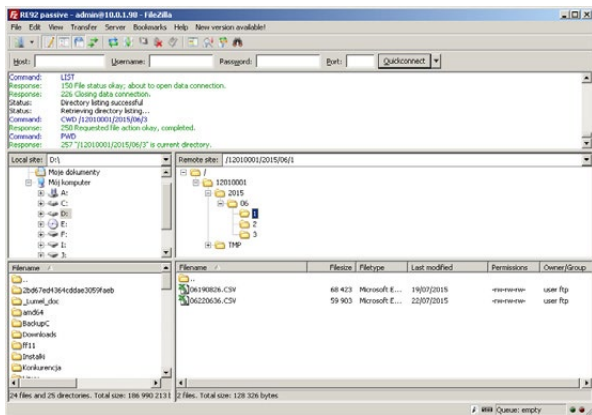 RE92 passive - admin@10.0.1.90 - FileZilla
File Edit View Transfer Server Bookmarks Help New version available!
Host: Username: Password: Port: Quickconnect
Command: LIST
Response: 150 File status okay; about to open data connection.
Response: 226 Closing data connection.
Status: Directory listing successful
Status: Retrieving directory listing...
Command: CWD /12010001/2015/06/3
Response: 250 Requested file action okay, completed.
Command: PWD
Response: 257 "/12010001/2015/06/3" is current directory.
Local site: D:\
Remote site: /12010001/2015/06/1
Moje dokumenty
Mój komputer
A:
C:
D:
E:
F:
I:
J:
/
12010001
2015
06
1
2
3
TMP
Filename
..
2bd67ed4364cddae3059faeb
_Lumel_doc
amd64
BackupC
Downloads
ff11
Installs
Konkurencja
Filename Filesize Filetype Last modified Permissions Owner/Group
..
06190826.CSV 68 423 Microsoft E... 19/07/2015 -rw-rw-rw- user ftp
06220636.CSV 59 903 Microsoft E... 22/07/2015 -rw-rw-rw- user ftp
24 files and 25 directories. Total size: 186 990 213 b
2 files. Total size: 128 326 bytes
Queue: empty